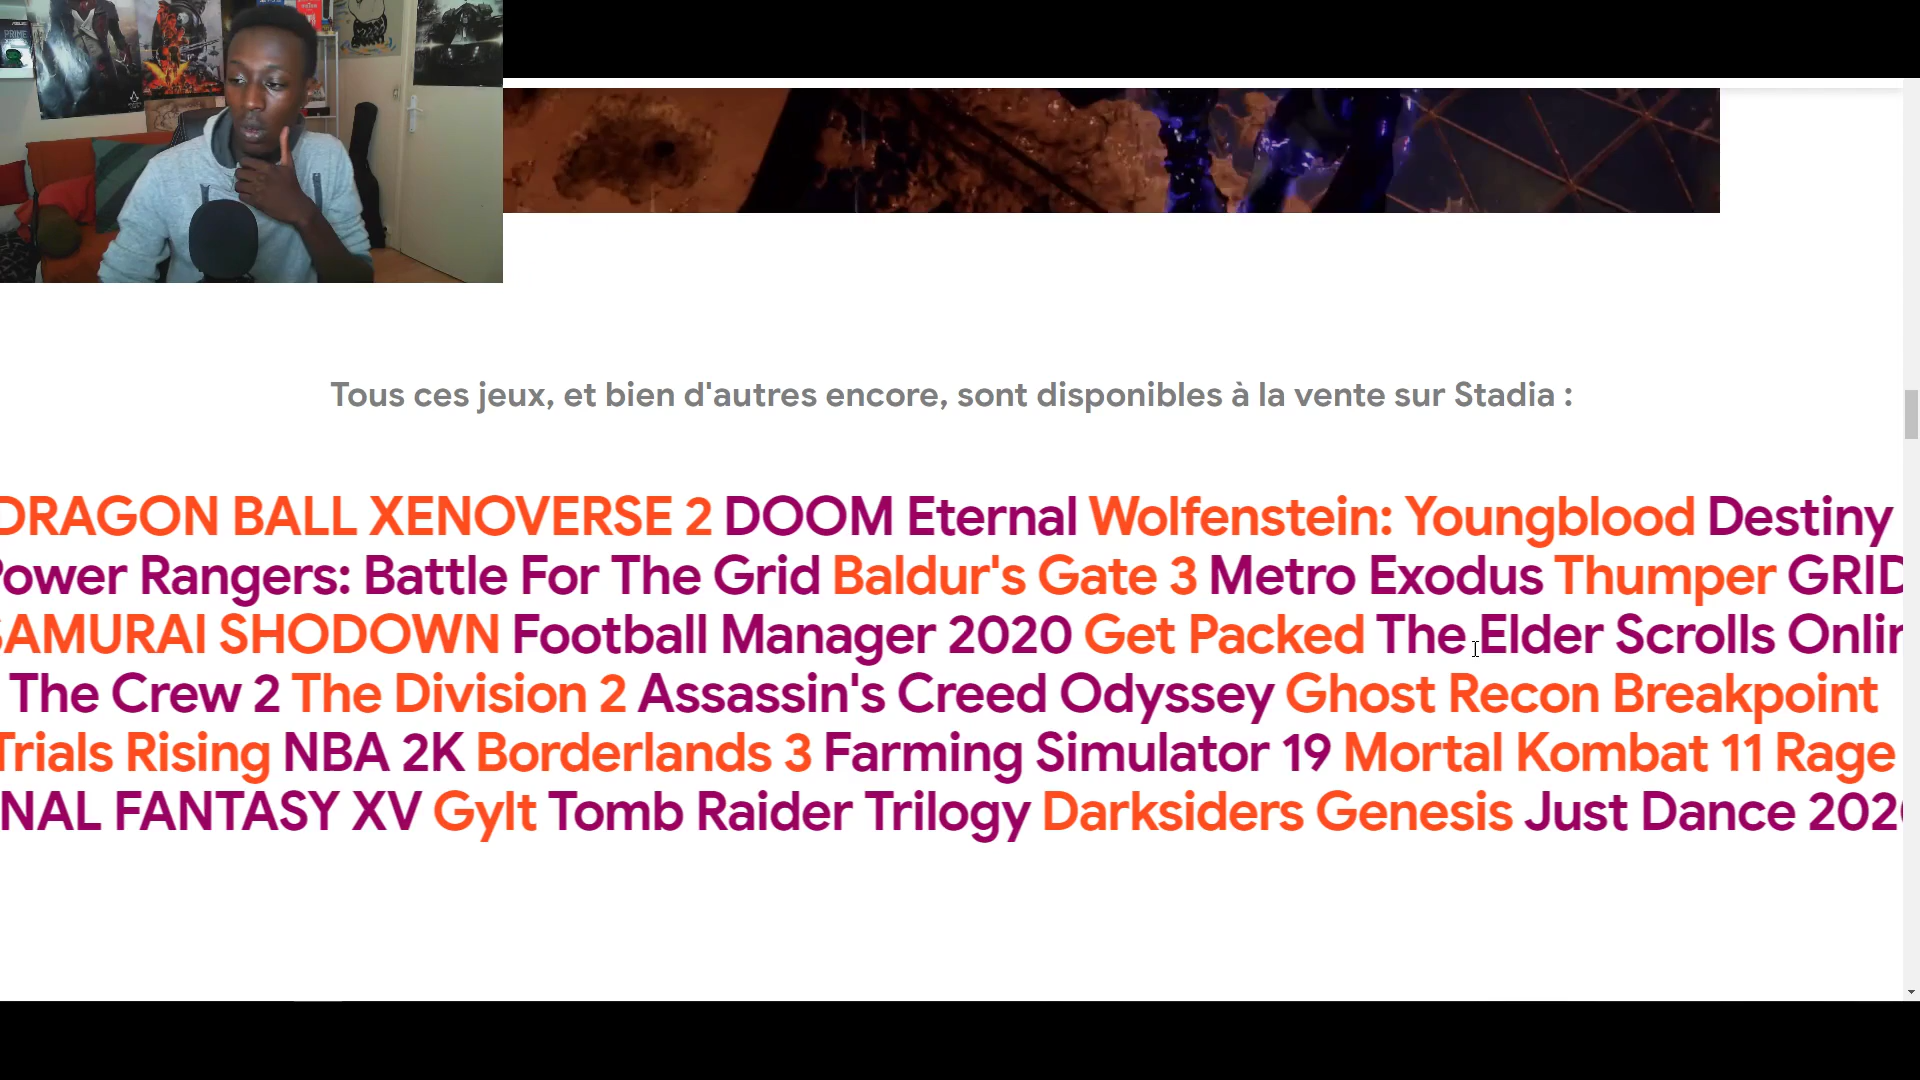 PRIME
Tous ces jeux, et bien d'autres encore, sont disponibles à la vente sur Stadia :
DRAGON BALL XENOVERSE 2 DOOM Eternal Wolfenstein: Youngblood Destiny
Power Rangers: Battle For The Grid Baldur's Gate 3 Metro Exodus Thumper GRID
SAMURAI SHODOWN Football Manager 2020 Get Packed The Elder Scrolls Onlin
The Crew 2 The Division 2 Assassin's Creed Odyssey Ghost Recon Breakpoint
Trials Rising NBA 2K Borderlands 3 Farming Simulator 19 Mortal Kombat 11 Rage
NAL FANTASY XV Gylt Tomb Raider Trilogy Darksiders Genesis Just Dance 2020